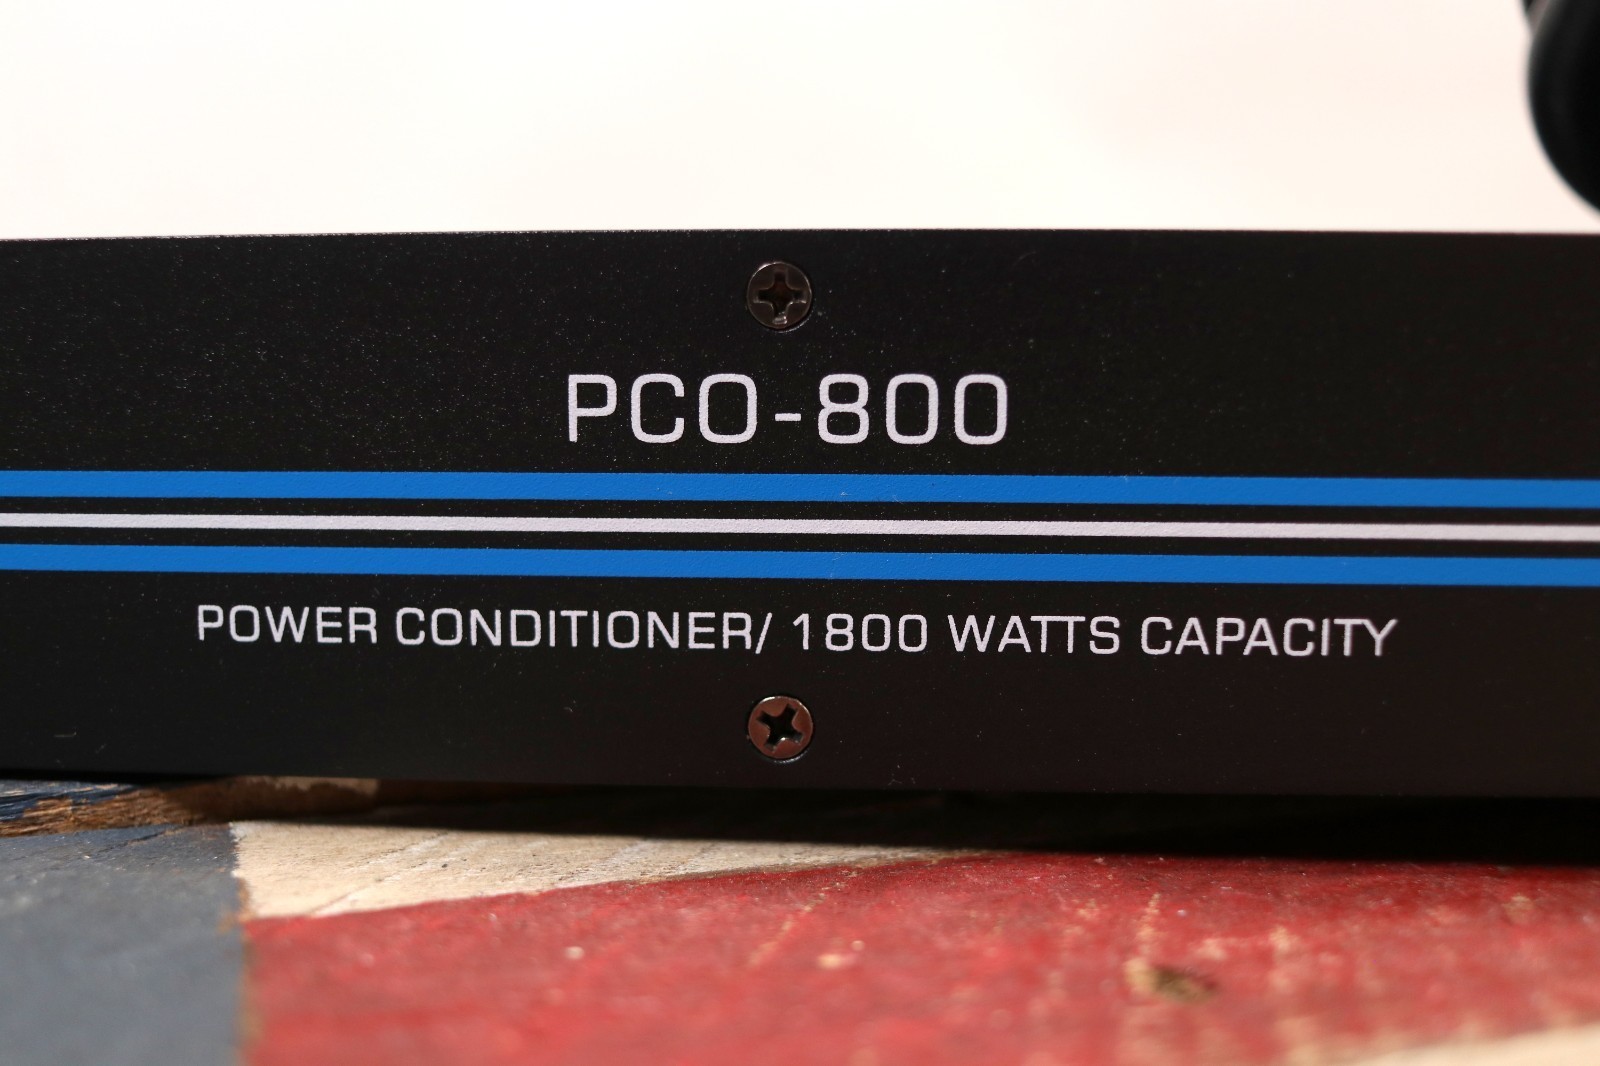 PCO-800
POWER CONDITIONER/ 1800 WATTS CAPACITY